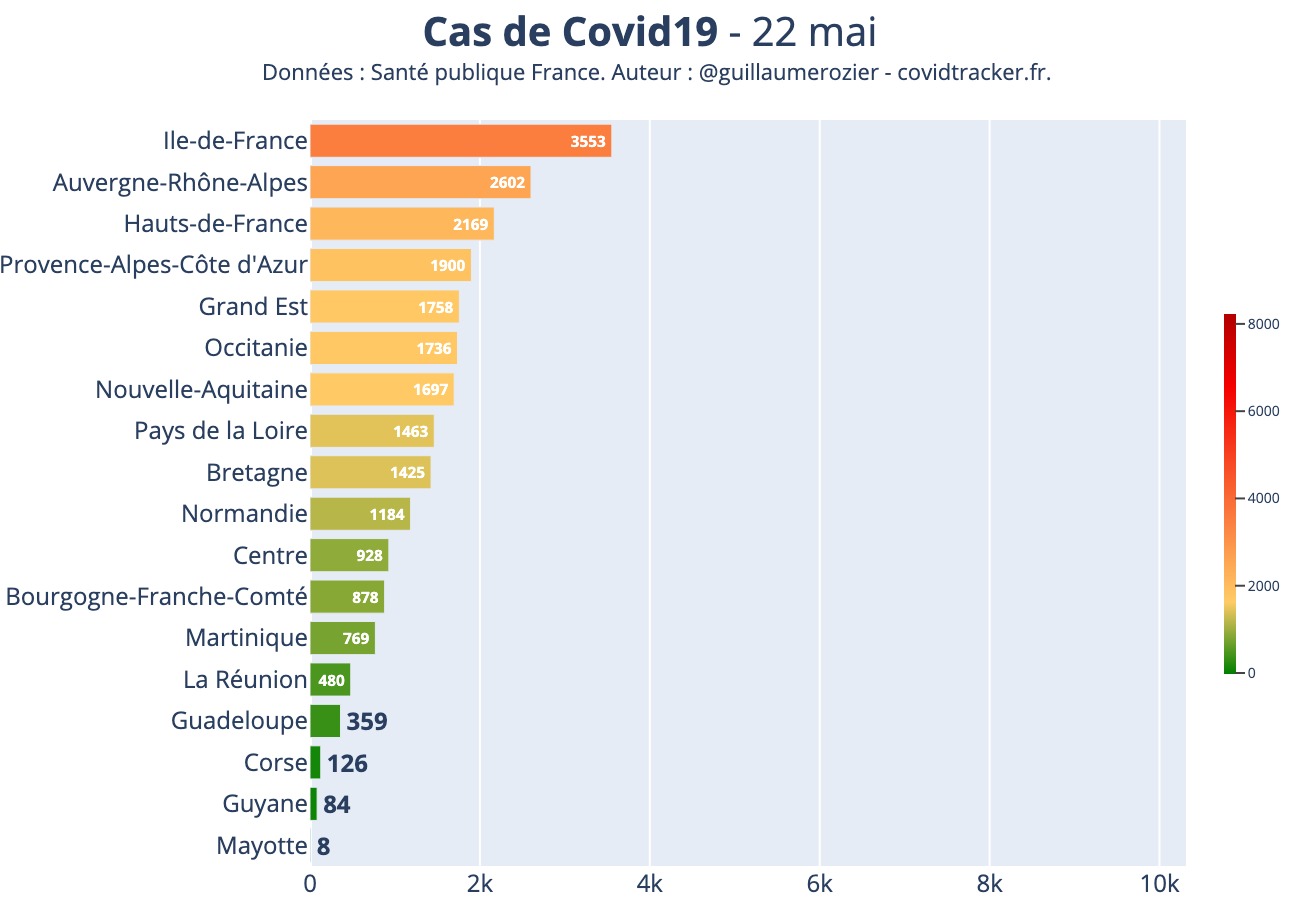 Cas de Covid19 - 22 mai
Données : Santé publique France. Auteur : @guillaumerozier - covidtracker.fr.
Ile-de-France 3553
Auvergne-Rhône-Alpes 2602
Hauts-de-France 2169
Provence-Alpes-Côte d'Azur 1900
Grand Est 1758
Occitanie 1736
Nouvelle-Aquitaine 1697
Pays de la Loire 1463
Bretagne 1425
Normandie 1184
Centre 928
Bourgogne-Franche-Comté 878
Martinique 769
La Réunion 480
Guadeloupe 359
Corse 126
Guyane 84
Mayotte 8
0 2k 4k 6k 8k 10k
8000
6000
4000
2000
0